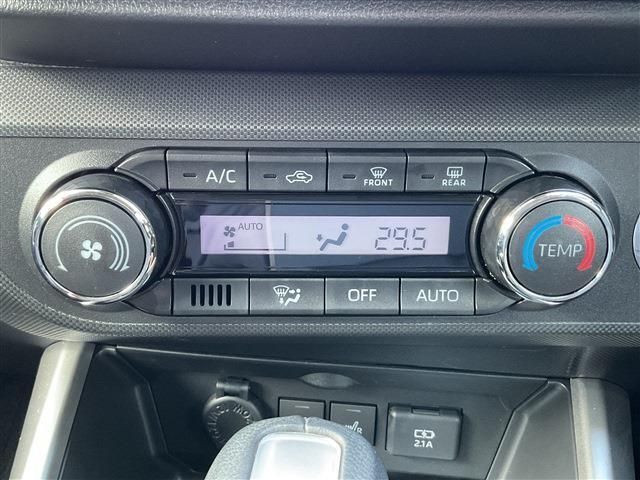 A/C
FRONT
REAR
AUTO
29.5
TEMP
OFF
AUTO
2.1A